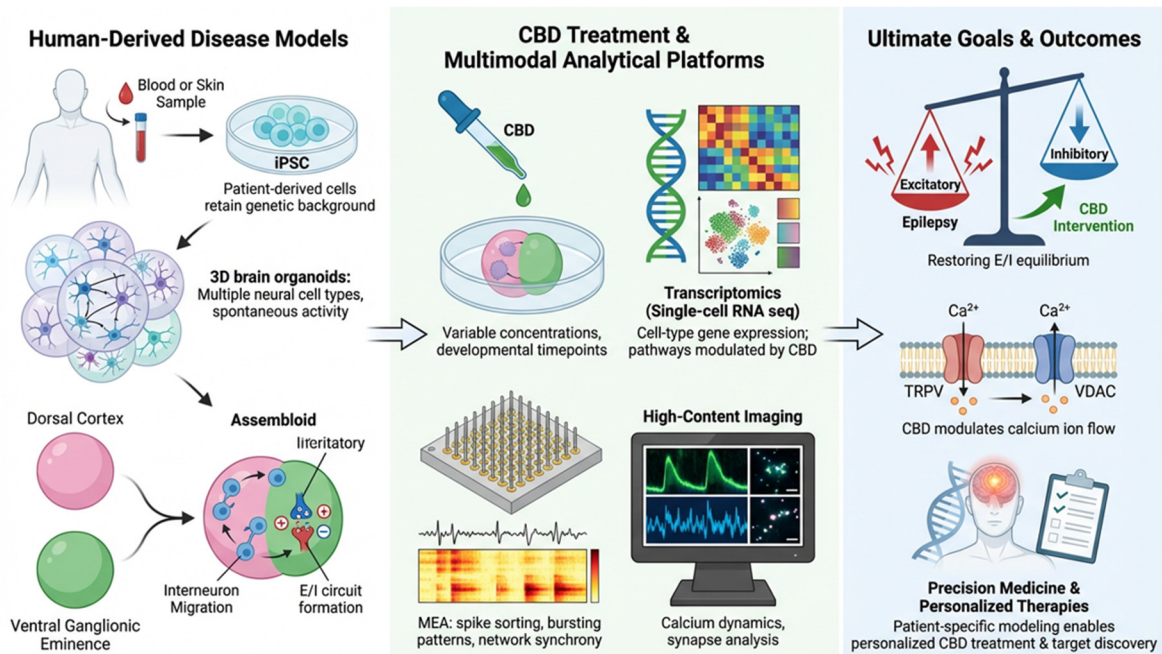 Human-Derived Disease Models
Blood or Skin
Sample
iPSC
Patient-derived cells
retain genetic background
3D brain organoids:
Multiple neural cell types,
spontaneous activity
Dorsal Cortex
Ventral Ganglionic
Eminence
Assembloid
Iireritatory
+
+
−
Interneuron
Migration
E/I circuit
formation
CBD Treatment &
Multimodal Analytical Platforms
CBD
Variable concentrations,
developmental timepoints
Transcriptomics
(Single-cell RNA seq)
Cell-type gene expression;
pathways modulated by CBD
MEA: spike sorting, bursting
patterns, network synchrony
High-Content Imaging
Calcium dynamics,
synapse analysis
Ultimate Goals & Outcomes
Excitatory
Epilepsy
Inhibitory
CBD
Intervention
Restoring E/I equilibrium
Ca²⁺
Ca²⁺
TRPV
VDAC
CBD modulates calcium ion flow
Precision Medicine &
Personalized Therapies
Patient-specific modeling enables
personalized CBD treatment & target discovery